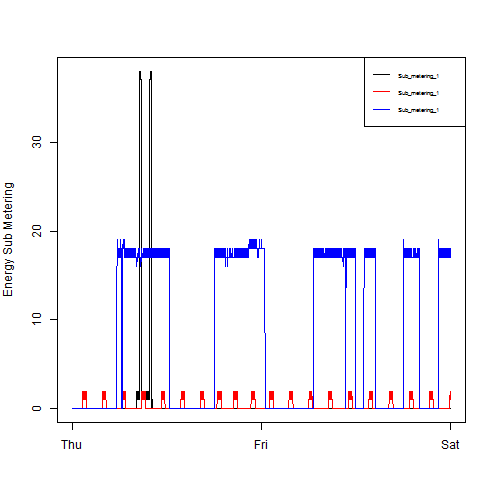 Sub_metering_1
Sub_metering_1
Sub_metering_1
Energy Sub Metering
30
20
10
0
Thu Fri Sat